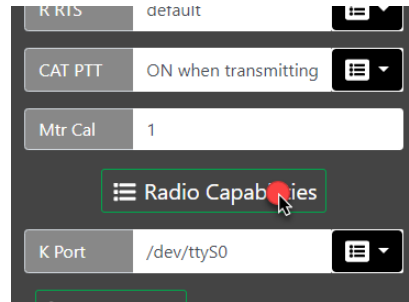 R RTS default
CAT PTT ON when transmitting
Mtr Cal 1
Radio Capabilities
K Port /dev/ttyS0